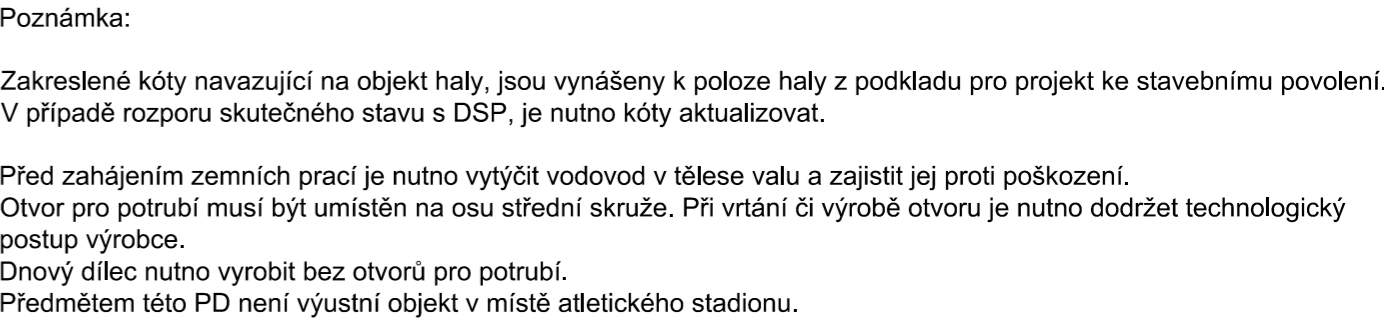 Poznámka:
Zakreslené kóty navazující na objekt haly, jsou vynášeny k poloze haly z podkladu pro projekt ke stavebnímu povolení.
V případě rozporu skutečného stavu s DSP, je nutno kóty aktualizovat.
Před zahájením zemních prací je nutno vytýčit vodovod v tělese valu a zajistit jej proti poškození.
Otvor pro potrubí musí být umístěn na osu střední skruže. Při vrtání či výrobě otvoru je nutno dodržet technologický
postup výrobce.
Dnový dílec nutno vyrobit bez otvorů pro potrubí.
Předmětem této PD není výustní objekt v místě atletického stadionu.